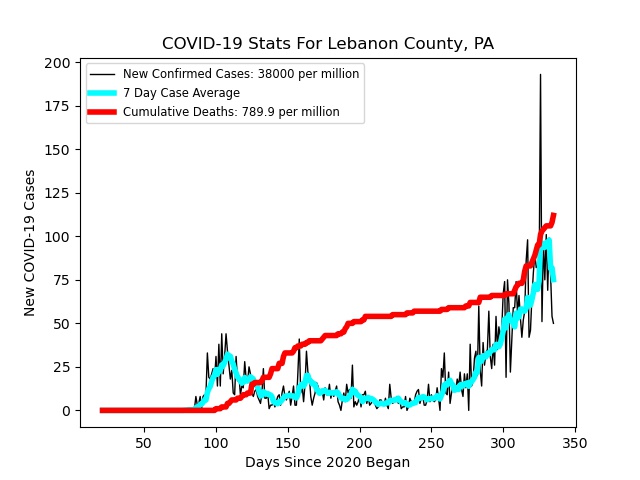 COVID-19 Stats For Lebanon County, PA
New Confirmed Cases: 38000 per million
7 Day Case Average
Cumulative Deaths: 789.9 per million
New COVID-19 Cases
200
175
150
125
100
75
50
25
0
50
100
150
200
250
300
350
Days Since 2020 Began